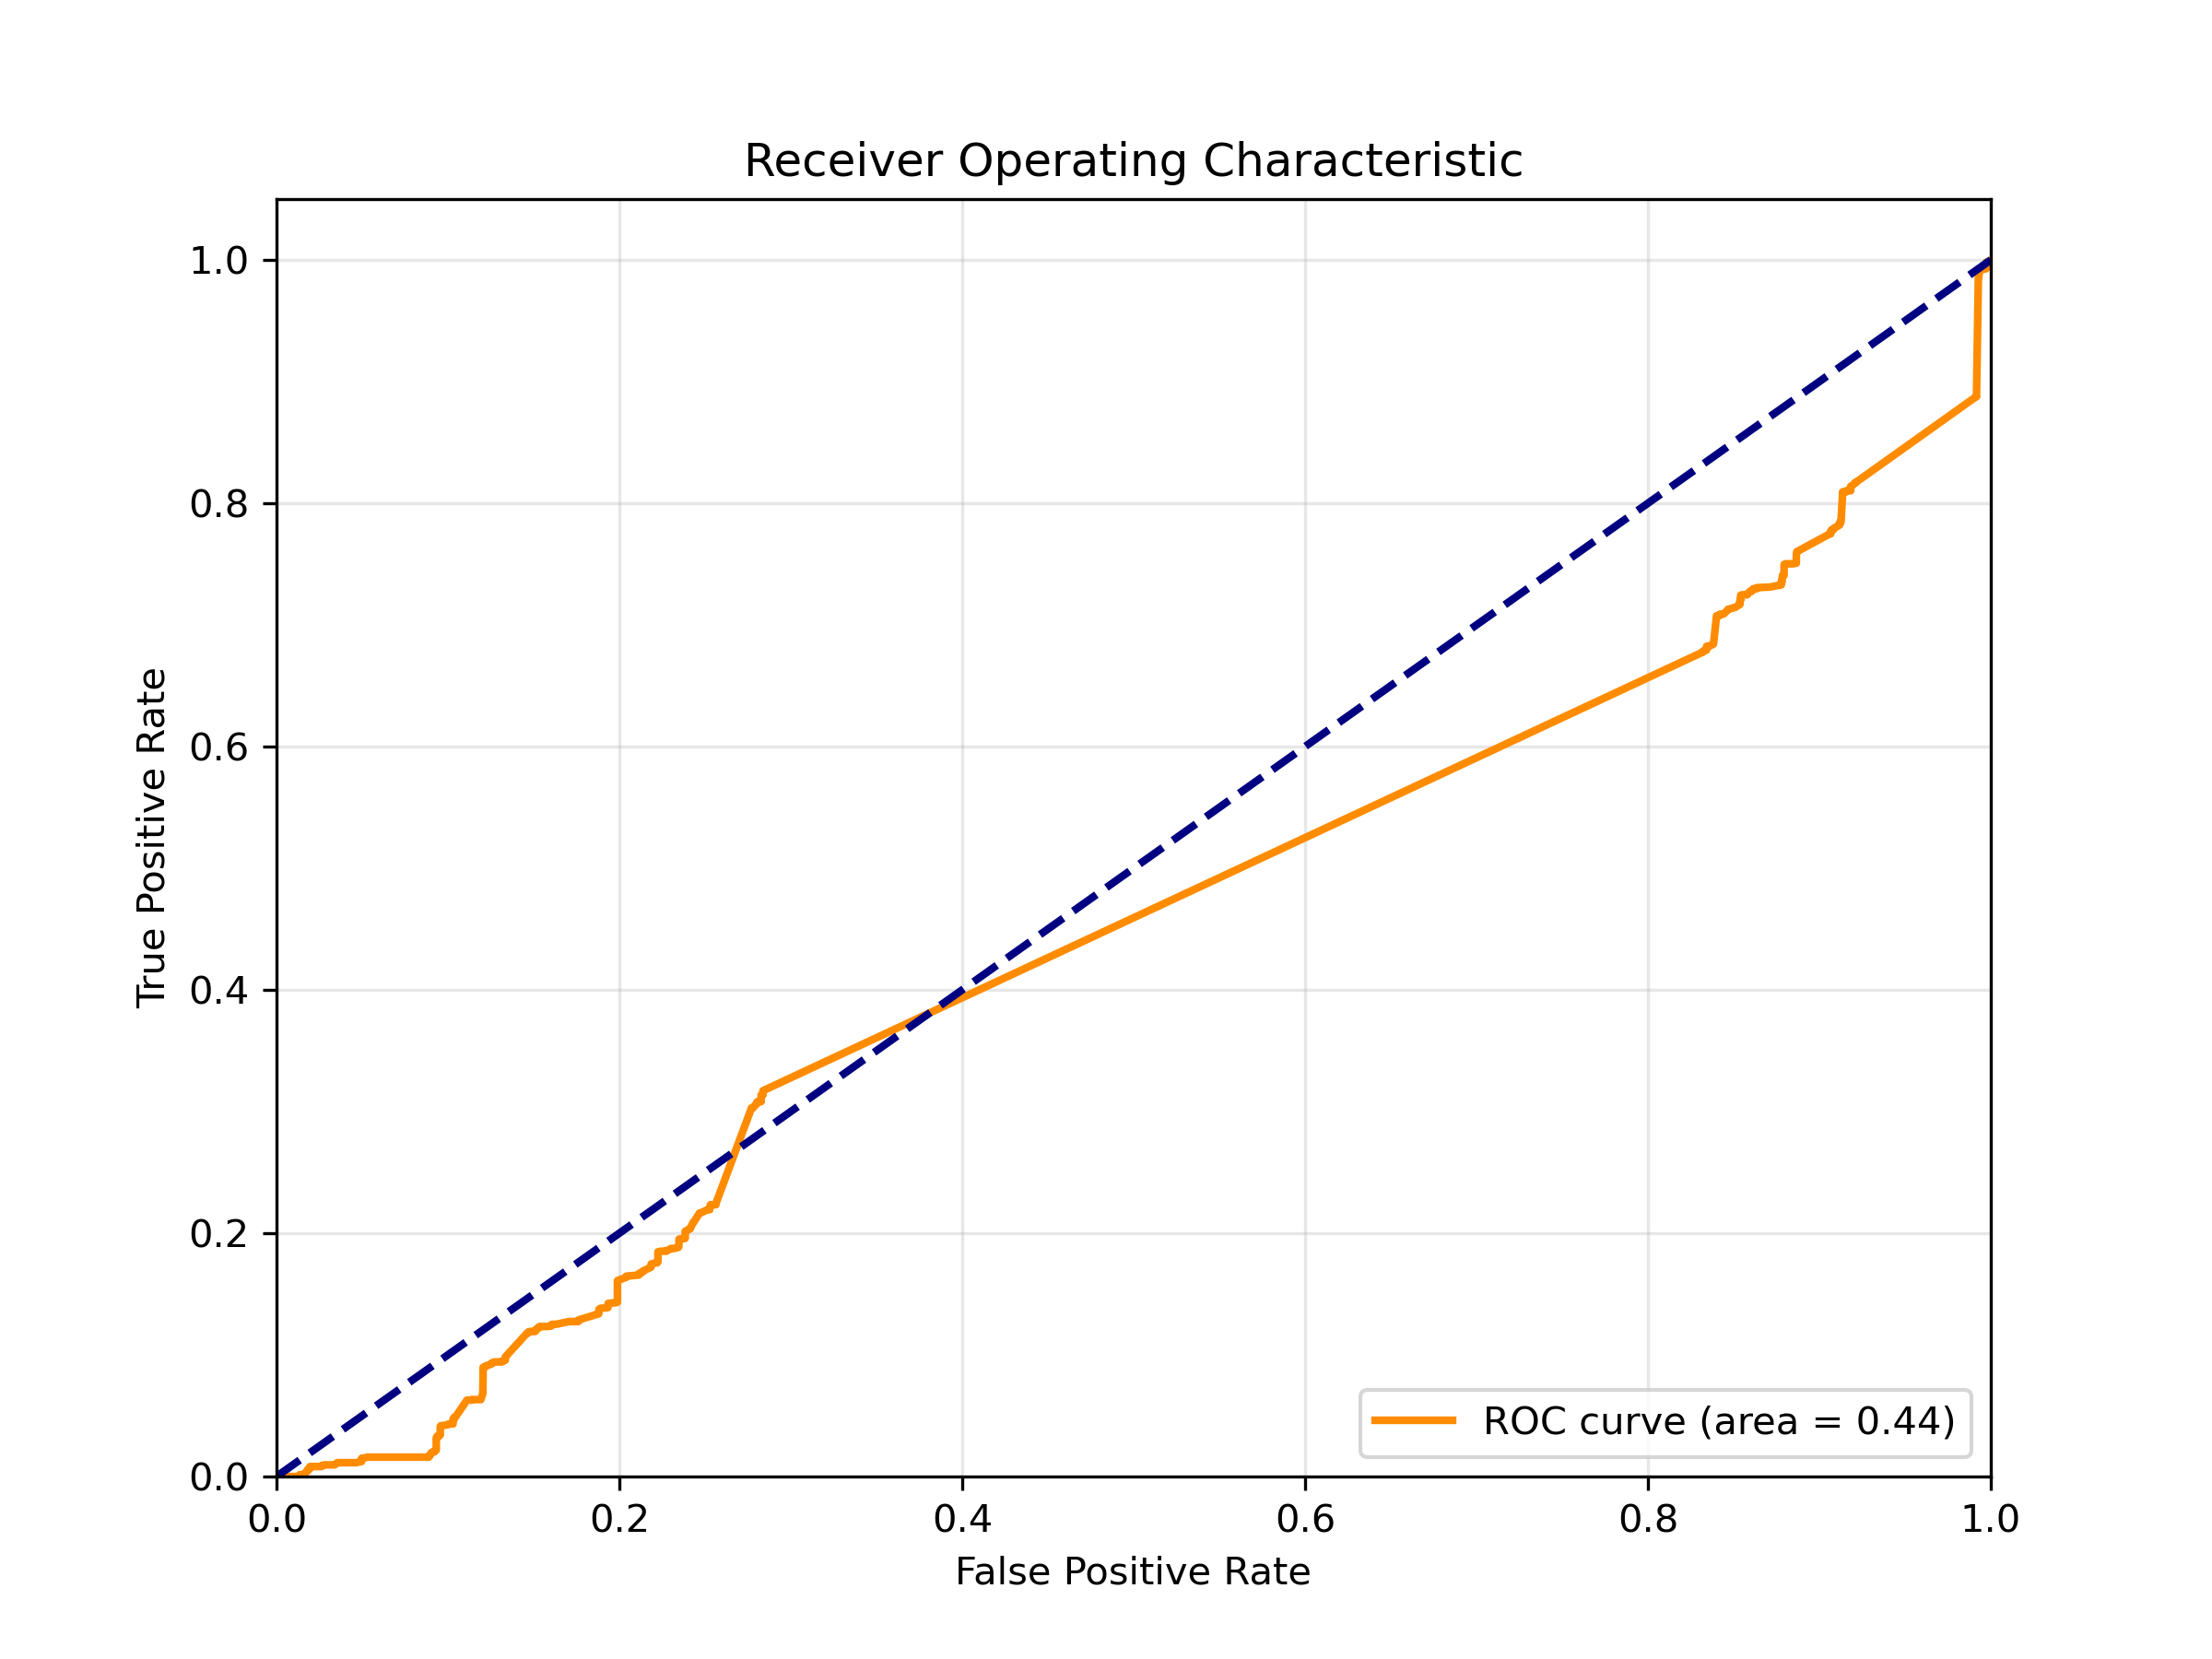 Receiver Operating Characteristic
1.0
0.8
0.6
0.4
0.2
0.0
True Positive Rate
ROC curve (area = 0.44)
0.0 0.2 0.4 0.6 0.8 1.0
False Positive Rate